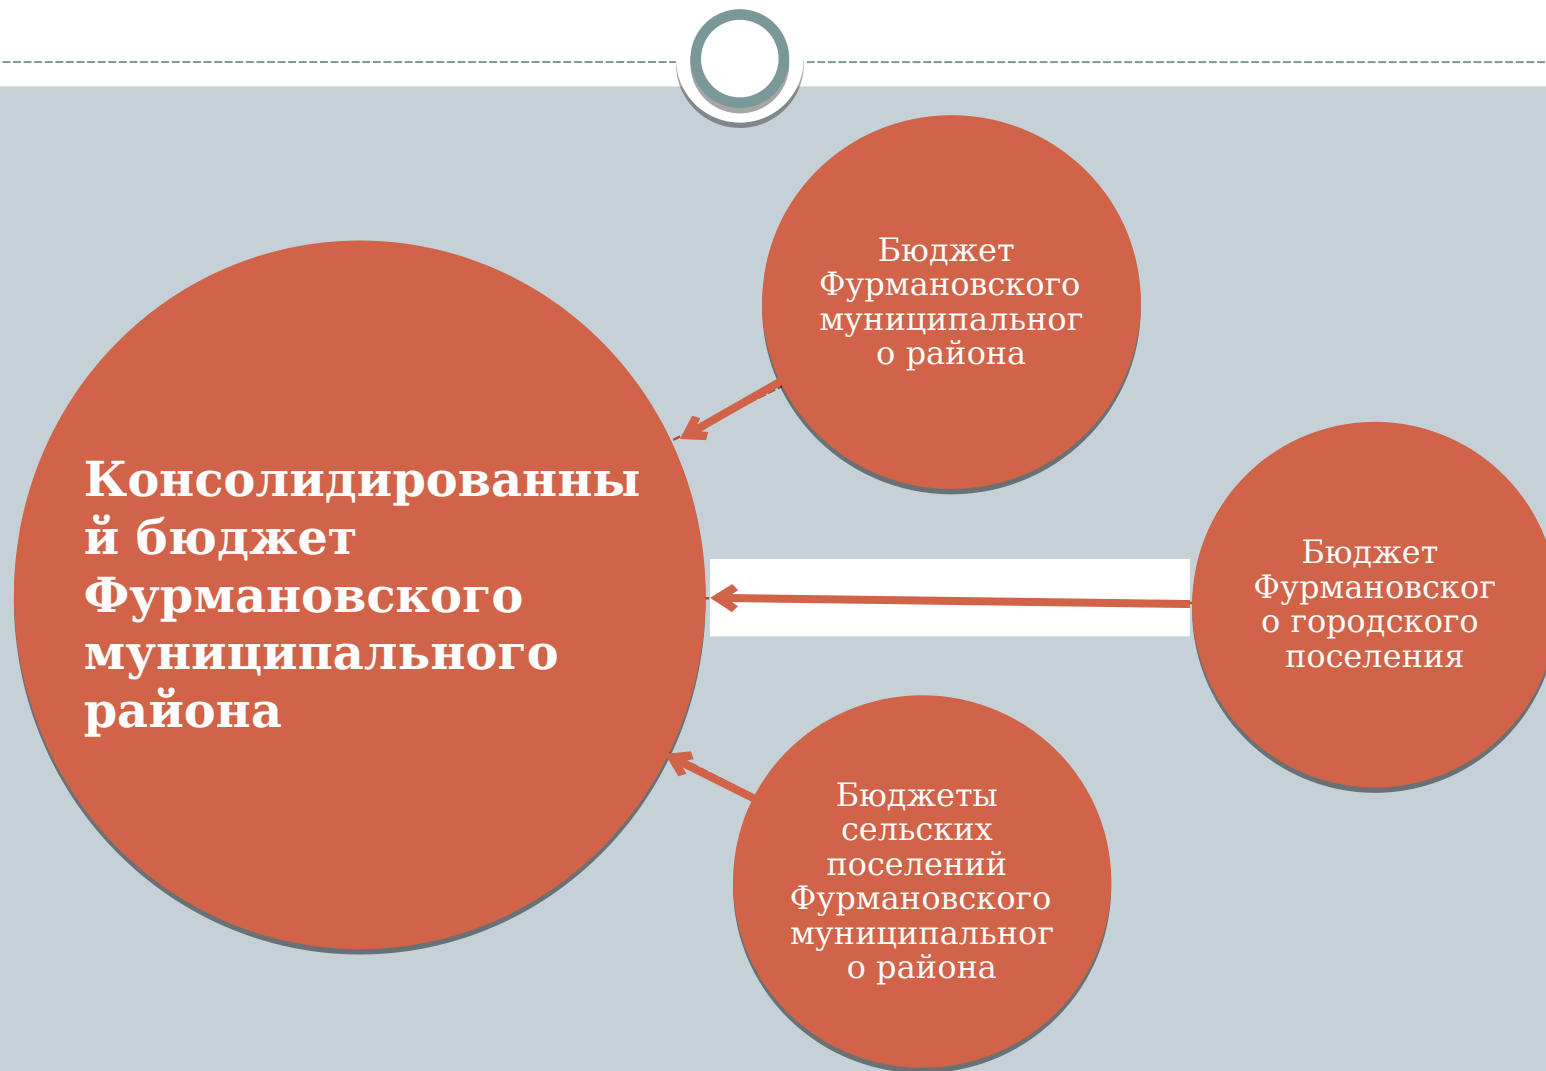 Консолидированны
й бюджет
Фурмановского
муниципального
района
Бюджет
Фурмановского
муниципальног
о района
Бюджет
Фурмановског
о городского
поселения
Бюджеты
сельских
поселений
Фурмановского
муниципальног
о района